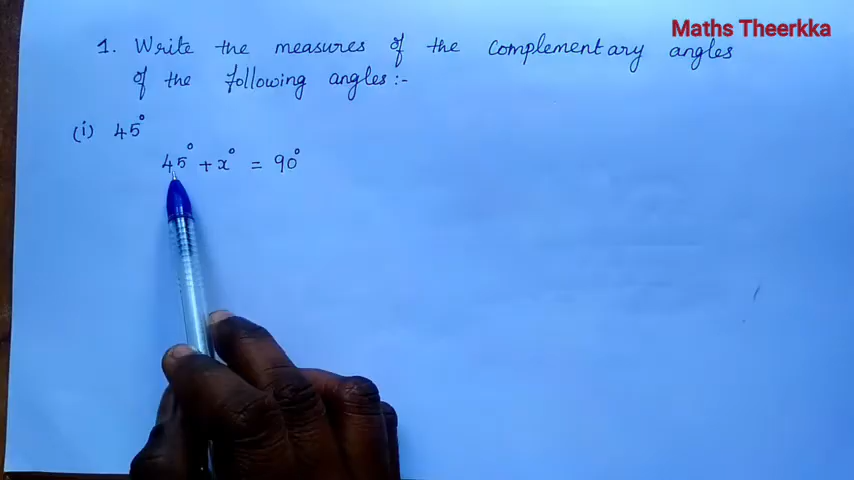 Maths Theerkka
1. Write the measures of the complementary angles
of the following angles:-
(i) 45°
45° + x° = 90°